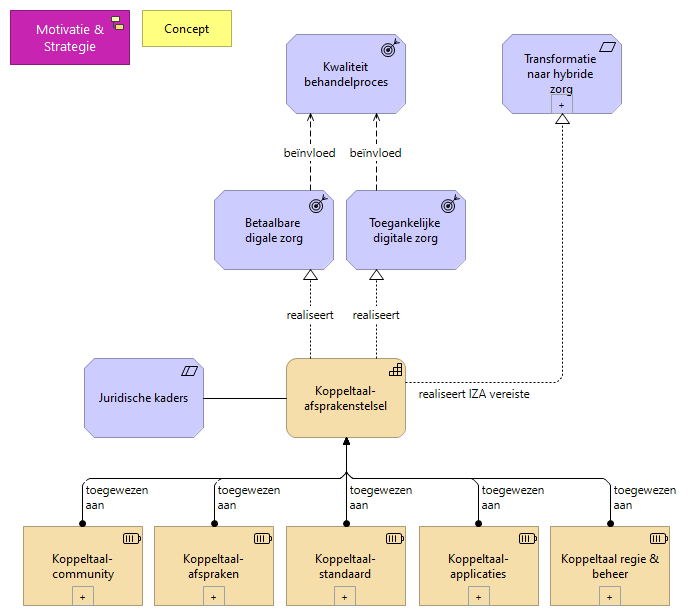 Motivatie &
Strategie
Concept
Kwaliteit
behandelproces
Transformatie
naar hybride
zorg
+
beïnvloed
beïnvloed
Betaalbare
digale zorg
Toegankelijke
digitale zorg
realiseert
realiseert
Juridische kaders
Koppeltaal-
afsprakenstelsel
realiseert IZA vereiste
toegewezen
aan
toegewezen
aan
toegewezen
aan
toegewezen
aan
toegewezen
aan
Koppeltaal-
community
+
Koppeltaal-
afspraken
+
Koppeltaal-
standaard
+
Koppeltaal-
applicaties
+
Koppeltaal regie &
beheer
+